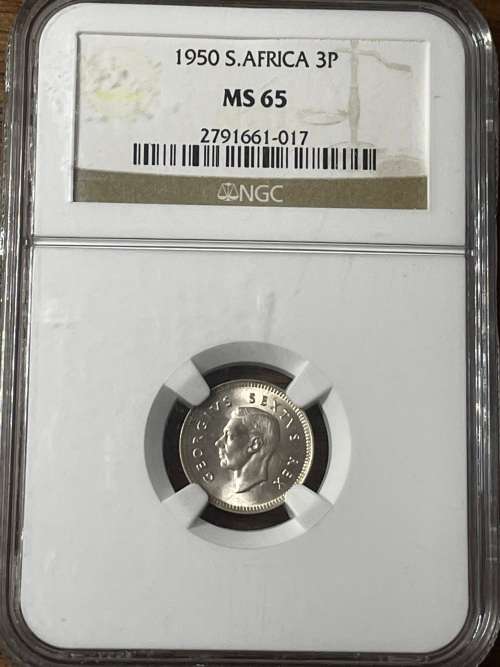 1950 S.AFRICA 3P
MS 65
2791661-017
NGC
GEORGIVS SEXTVS REX